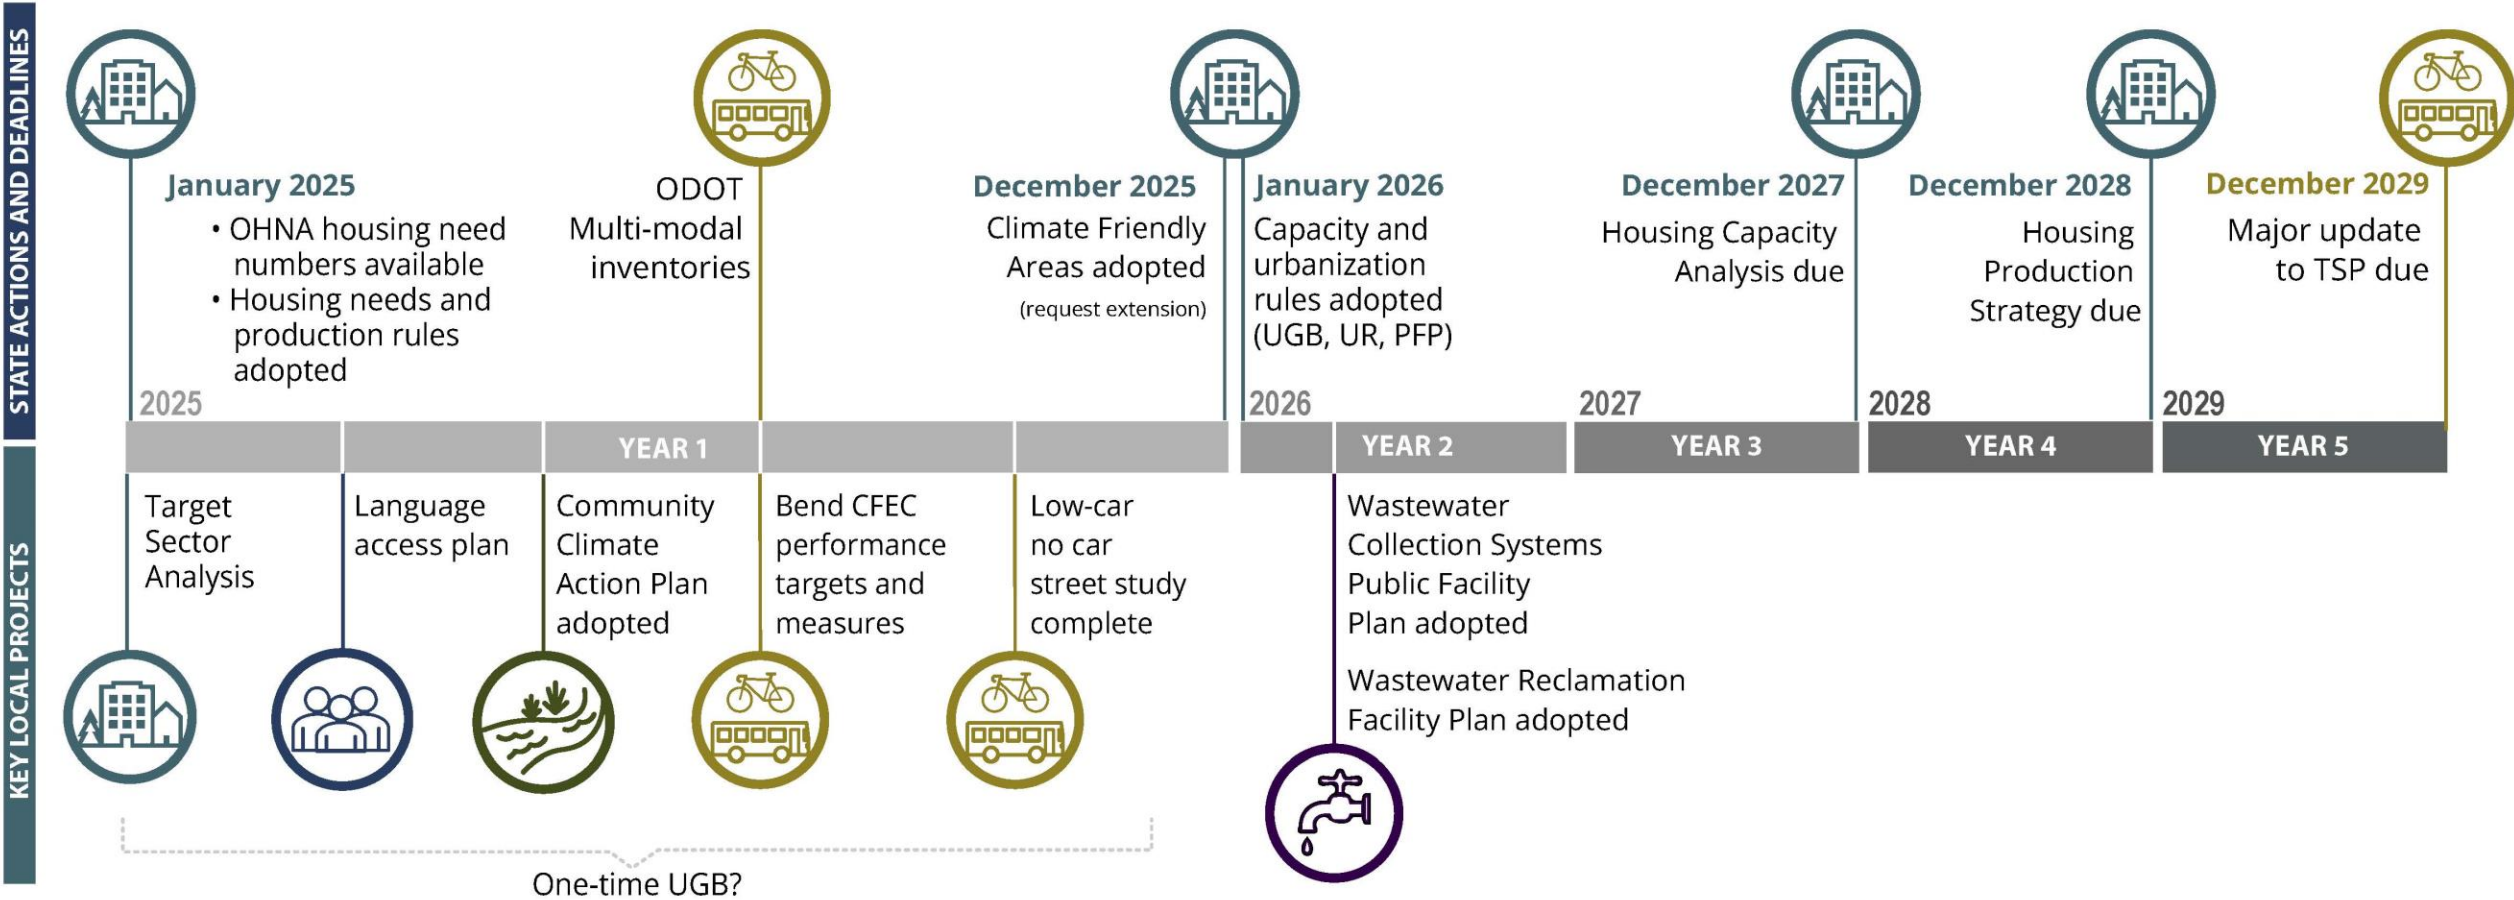 STATE ACTIONS AND DEADLINES
January 2025
• OHNA housing need
numbers available
• Housing needs and
production rules
adopted
ODOT
Multi-modal
inventories
December 2025
Climate Friendly
Areas adopted
(request extension)
January 2026
Capacity and
urbanization
rules adopted
(UGB, UR, PFP)
December 2027
Housing Capacity
Analysis due
December 2028
Housing
Production
Strategy due
December 2029
Major update
to TSP due
2025
2026
2027
2028
2029
YEAR 1
YEAR 2
YEAR 3
YEAR 4
YEAR 5
KEY LOCAL PROJECTS
Target
Sector
Analysis
Language
access plan
Community
Climate
Action Plan
adopted
Bend CFEC
performance
targets and
measures
Low-car
no car
street study
complete
Wastewater
Collection Systems
Public Facility
Plan adopted
Wastewater Reclamation
Facility Plan adopted
One-time UGB?